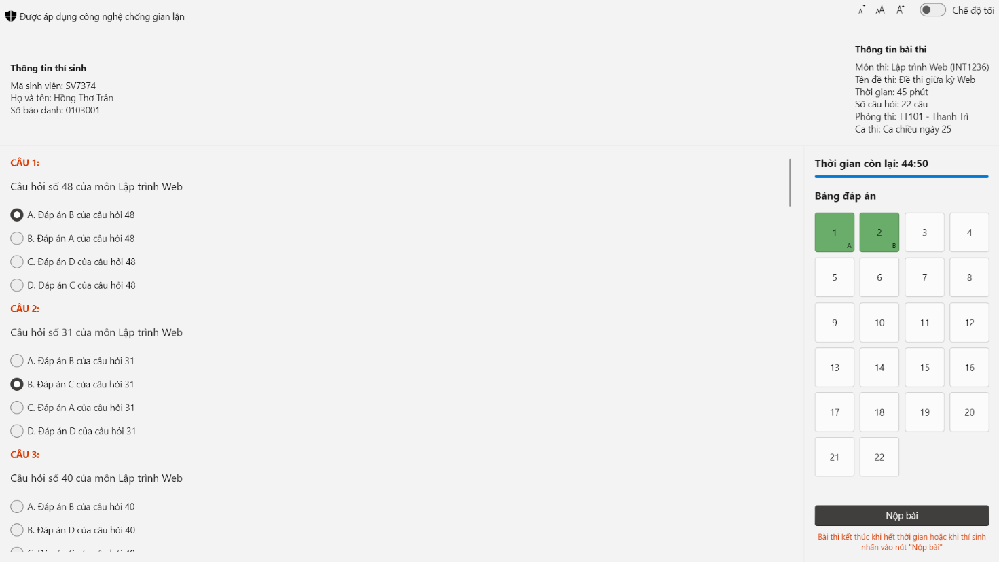 Được áp dụng công nghệ chống gian lận
A AA A Chế độ tối
Thông tin thí sinh
Mã sinh viên: SV7374
Họ và tên: Hồng Thơ Trân
Số báo danh: 0103001
Thông tin bài thi
Môn thi: Lập trình Web (INT1236)
Tên đề thi: Đề thi giữa kỳ Web
Thời gian: 45 phút
Số câu hỏi: 22 câu
Phòng thi: TT101 - Thanh Trì
Ca thi: Ca chiều ngày 25
CÂU 1:
Câu hỏi số 48 của môn Lập trình Web
A. Đáp án B của câu hỏi 48
B. Đáp án A của câu hỏi 48
C. Đáp án D của câu hỏi 48
D. Đáp án C của câu hỏi 48
CÂU 2:
Câu hỏi số 31 của môn Lập trình Web
A. Đáp án B của câu hỏi 31
B. Đáp án C của câu hỏi 31
C. Đáp án A của câu hỏi 31
D. Đáp án D của câu hỏi 31
CÂU 3:
Câu hỏi số 40 của môn Lập trình Web
A. Đáp án B của câu hỏi 40
B. Đáp án D của câu hỏi 40
Thời gian còn lại: 44:50
Bảng đáp án
1 A 2 B 3 4
5 6 7 8
9 10 11 12
13 14 15 16
17 18 19 20
21 22
Nộp bài
Bài thi kết thúc khi hết thời gian hoặc khi thí sinh
nhấn vào nút "Nộp bài"